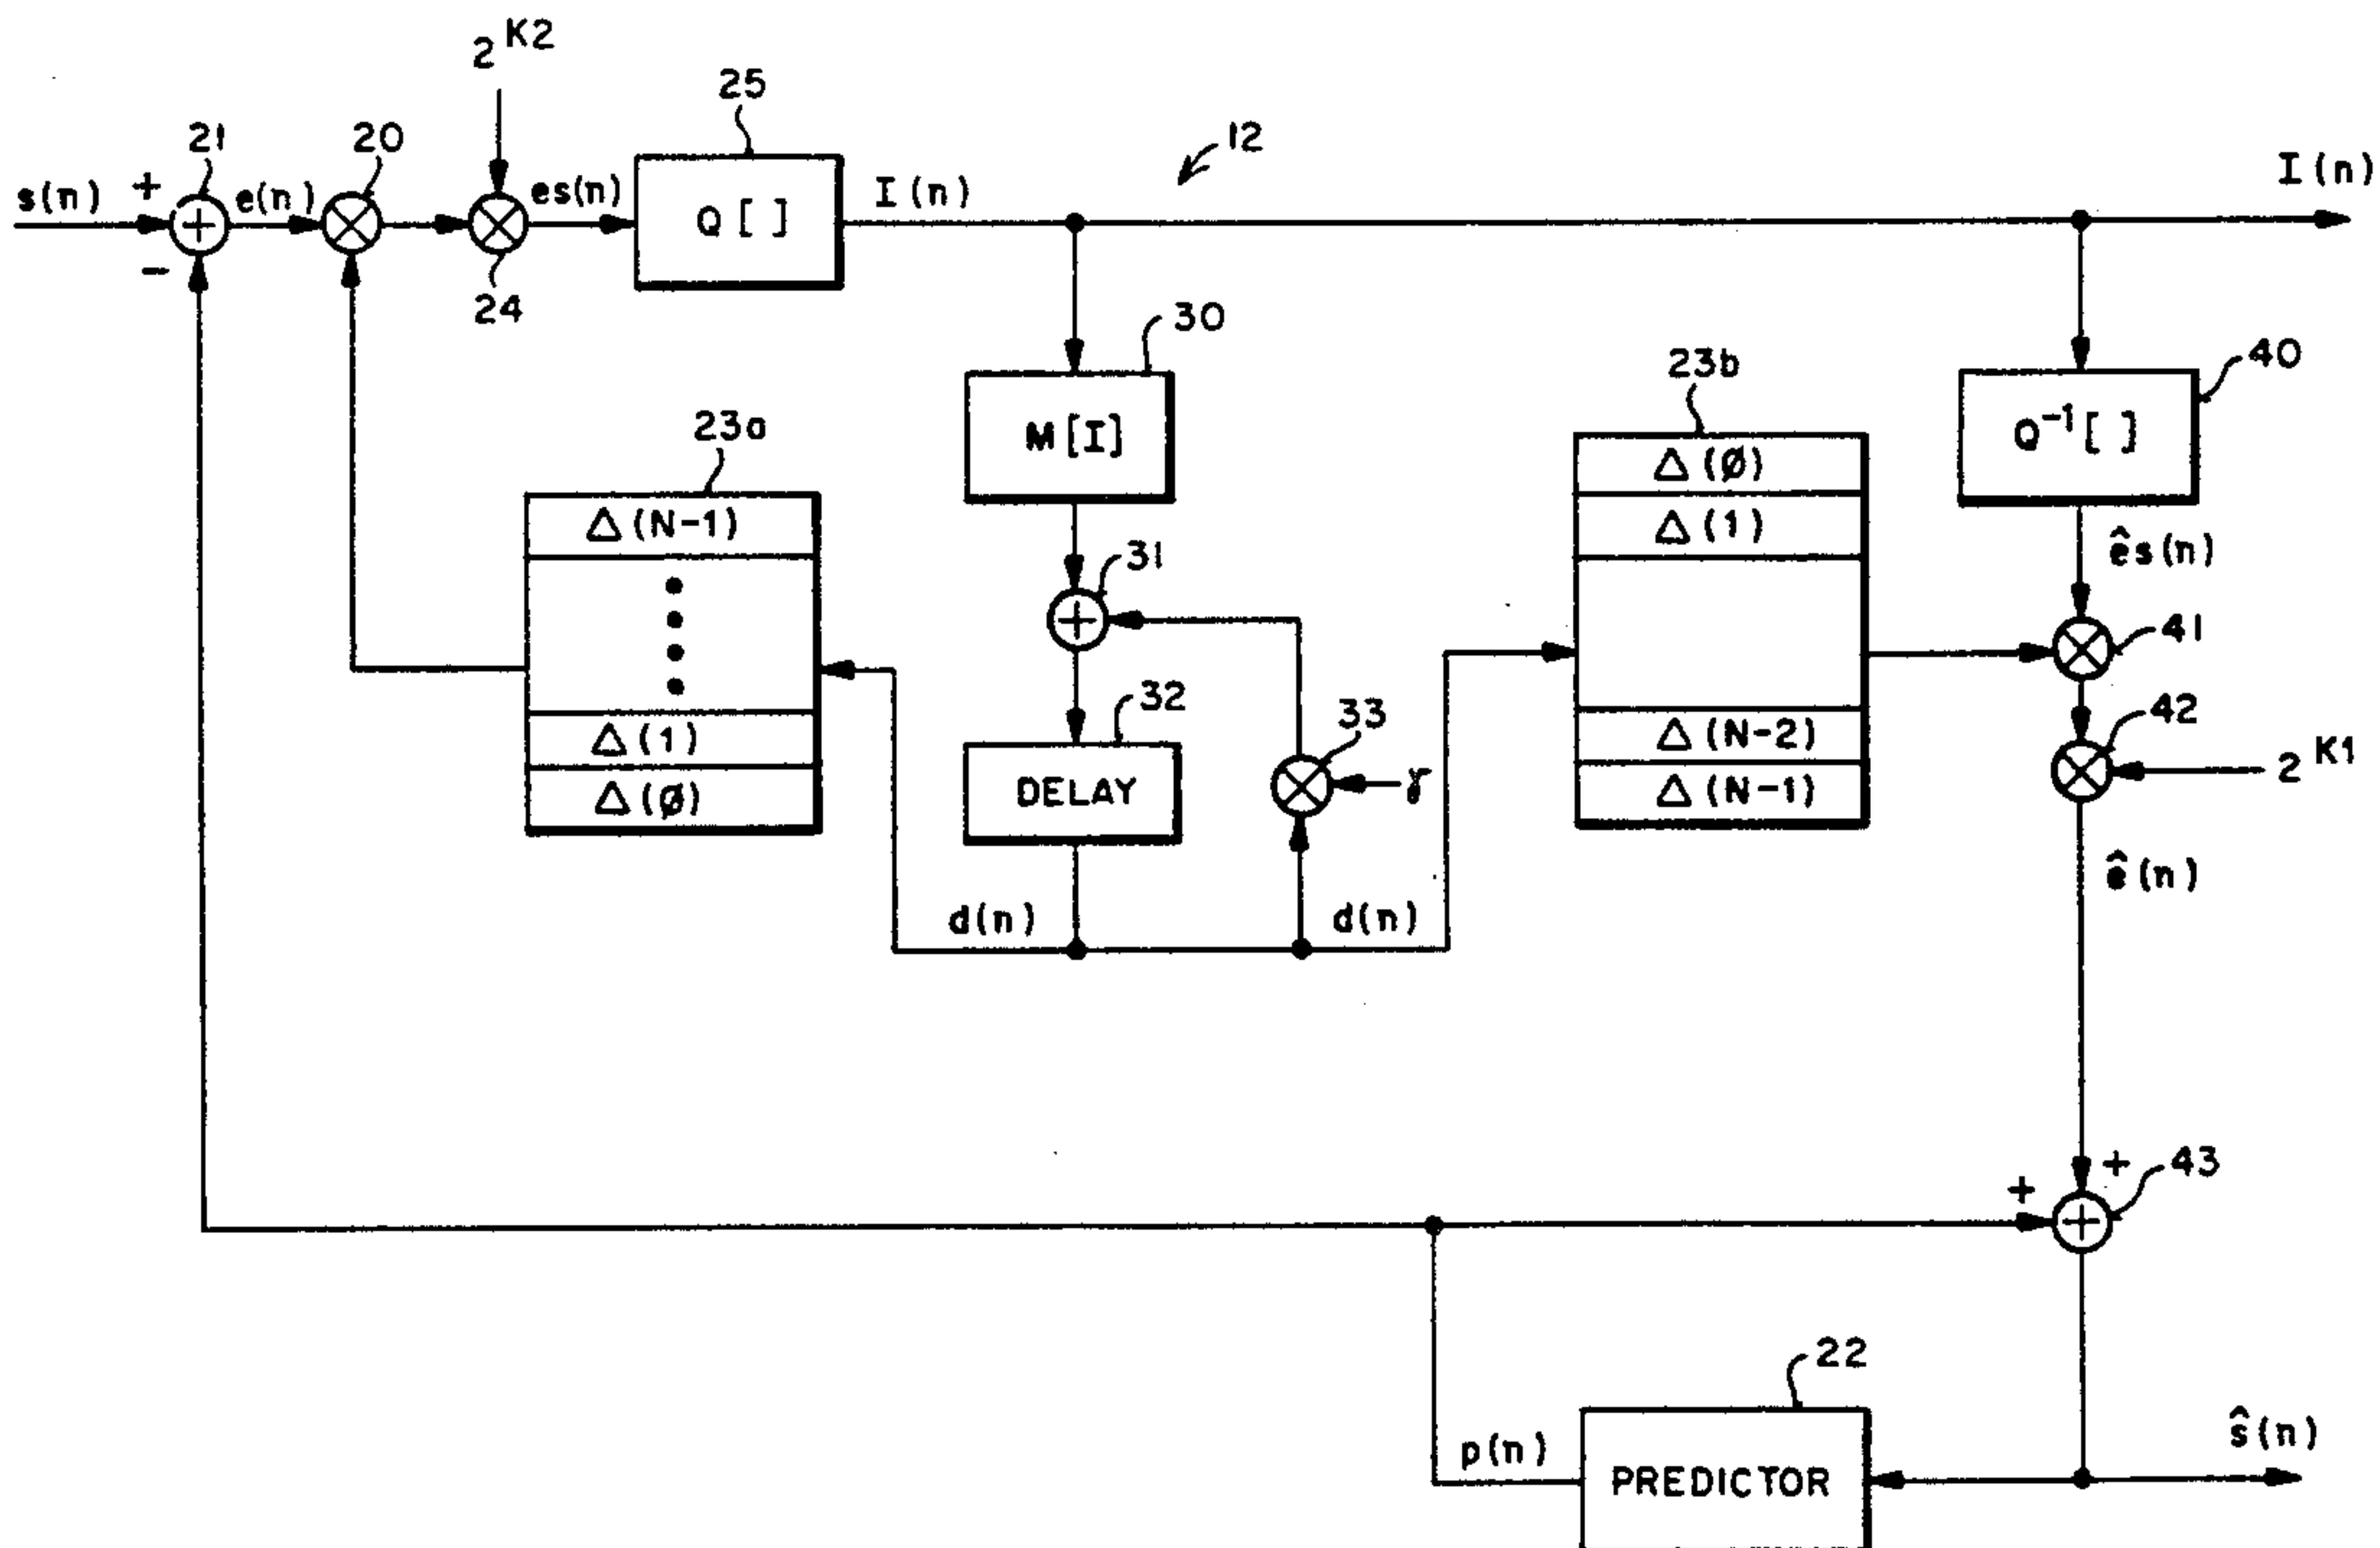 2^K2
25
12
21
20
s(n)
+
e(n)
es(n)
Q [ ]
I (n)
I (n)
-
24
30
23b
40
M[I]
Q^-1[ ]
23a
Δ(Ø)
Δ(N-1)
Δ(1)
31
ês(n)
41
32
33
42
Δ(1)
Δ(N-2)
2^K1
DELAY
γ
Δ(N-1)
Δ(Ø)
ê(n)
d(n)
d(n)
+
+
43
22
p(n)
PREDICTOR
ŝ(n)